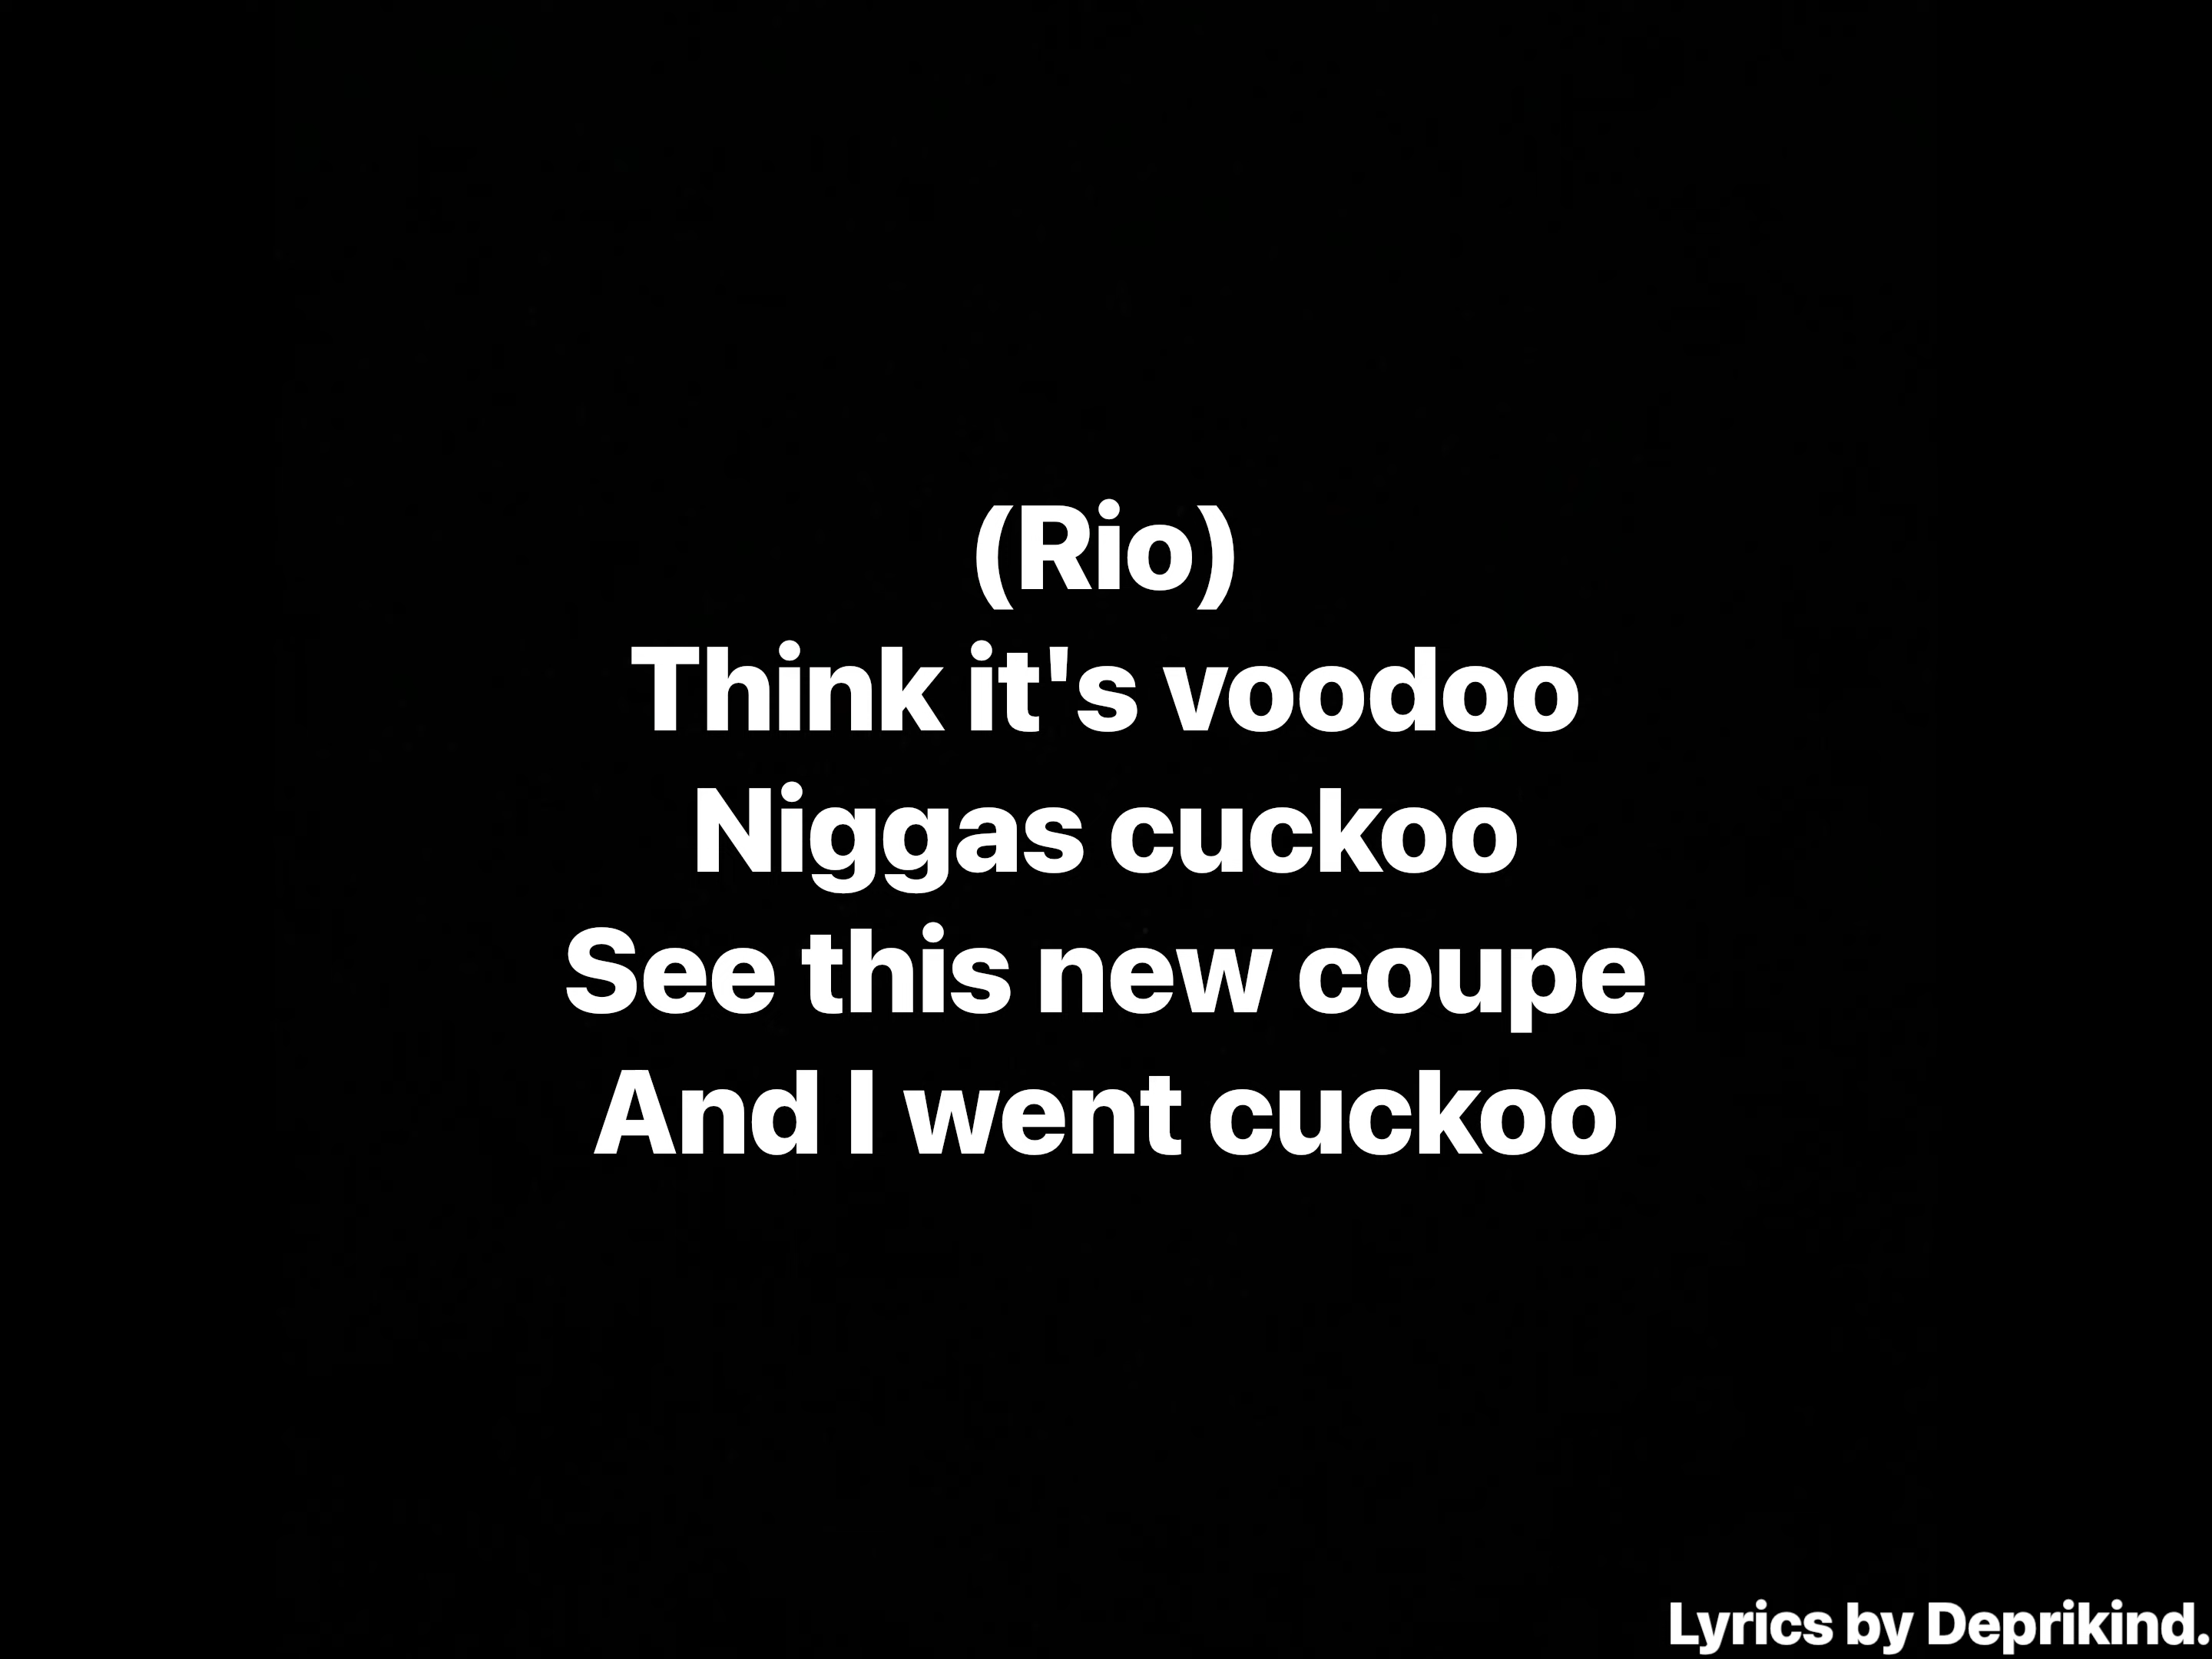 (Rio)
Think it's voodoo
Niggas cuckoo
See this new coupe
And I went cuckoo
Lyrics by Deprikind.